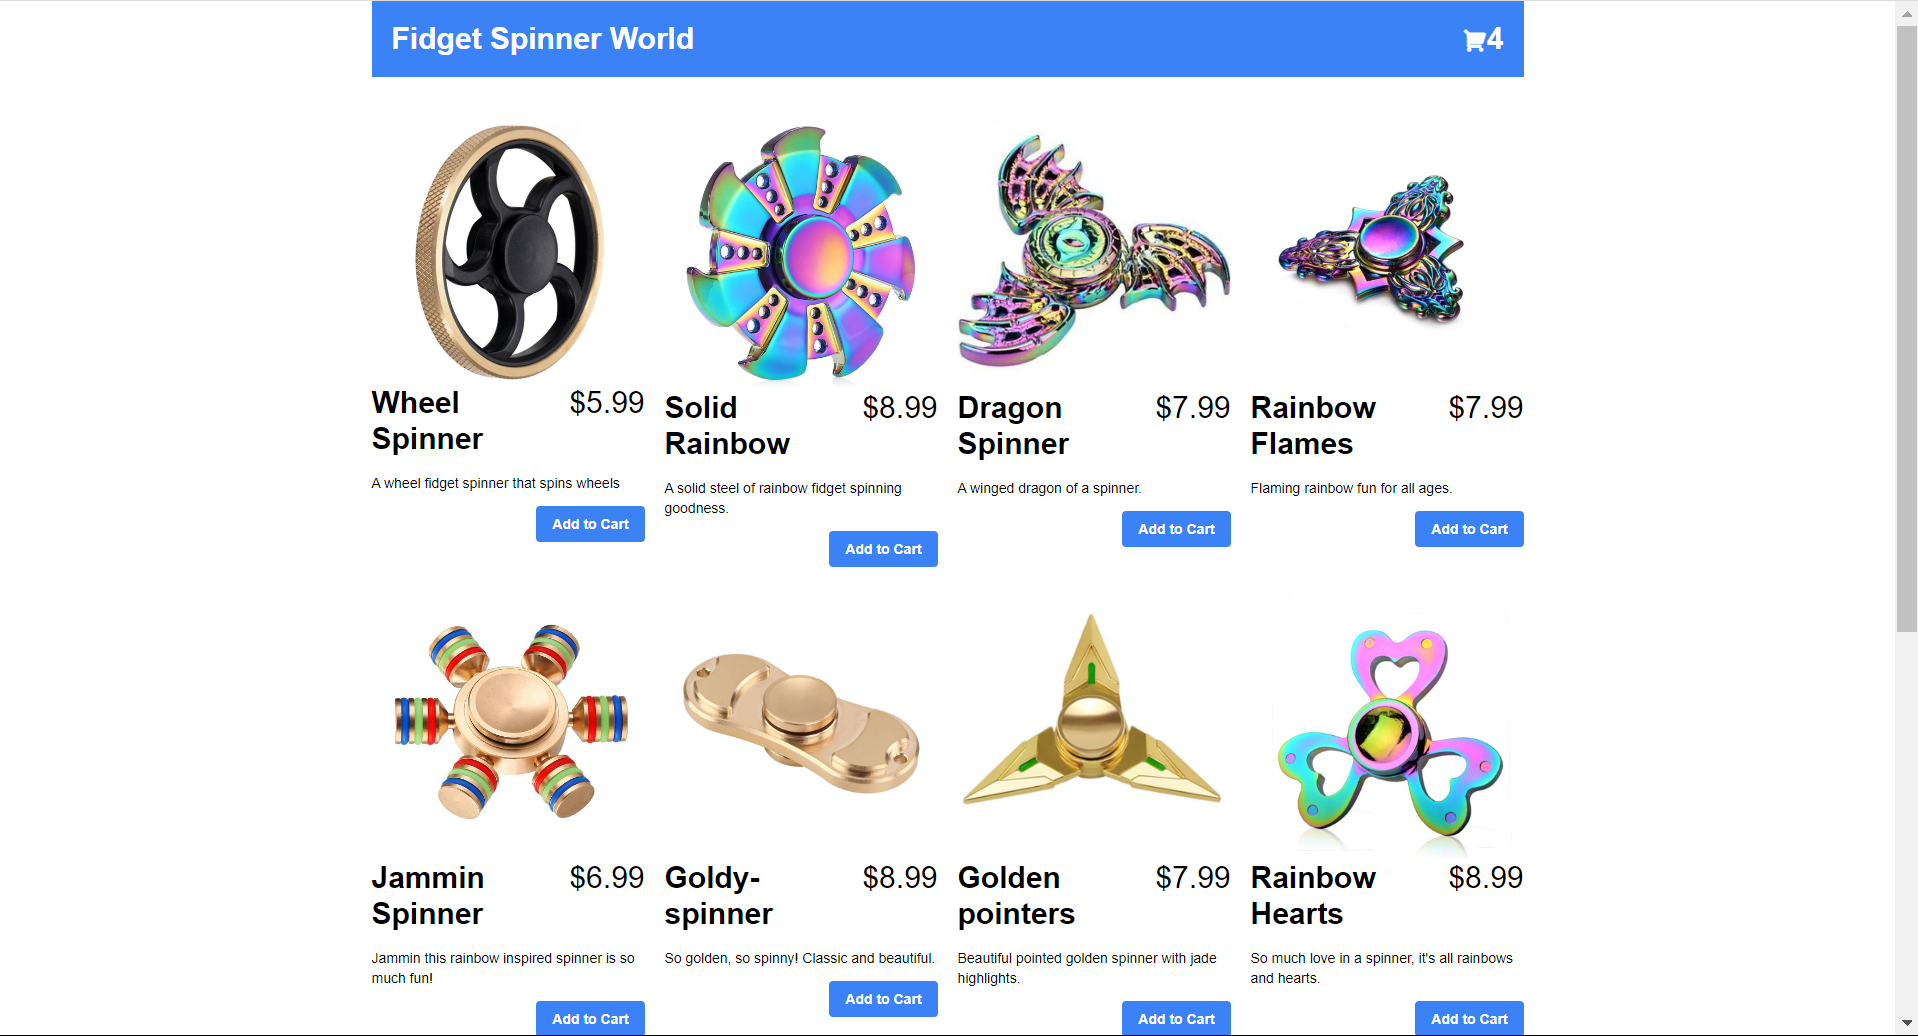 Fidget Spinner World
4
Wheel
Spinner
$5.99
A wheel fidget spinner that spins wheels
Add to Cart
Solid
Rainbow
$8.99
A solid steel of rainbow fidget spinning
goodness.
Add to Cart
Dragon
Spinner
$7.99
A winged dragon of a spinner.
Add to Cart
Rainbow
Flames
$7.99
Flaming rainbow fun for all ages.
Add to Cart
Jammin
Spinner
$6.99
Jammin this rainbow inspired spinner is so
much fun!
Add to Cart
Goldy-
spinner
$8.99
So golden, so spinny! Classic and beautiful.
Add to Cart
Golden
pointers
$7.99
Beautiful pointed golden spinner with jade
highlights.
Add to Cart
Rainbow
Hearts
$8.99
So much love in a spinner, it's all rainbows
and hearts.
Add to Cart